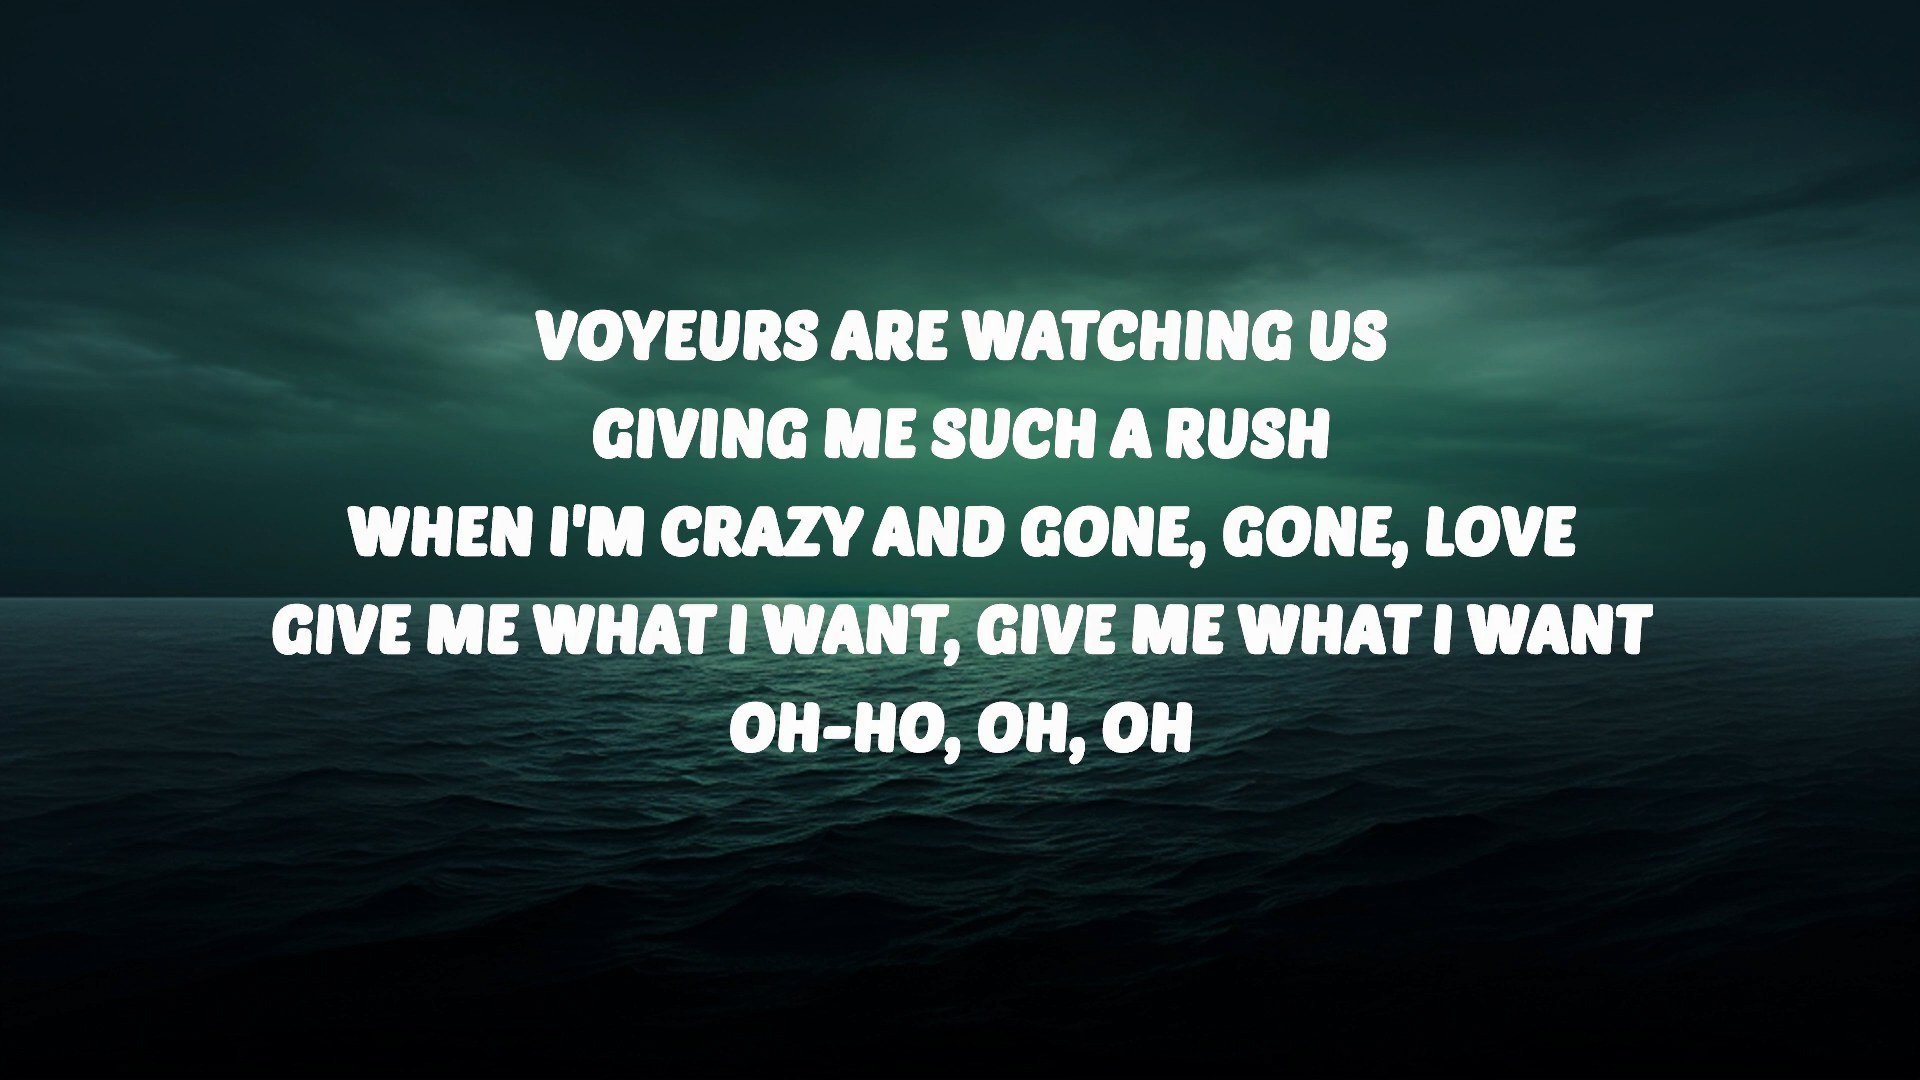 VOYEURS ARE WATCHING US
GIVING ME SUCH A RUSH
WHEN I'M CRAZY AND GONE, GONE, LOVE
GIVE ME WHAT I WANT, GIVE ME WHAT I WANT
OH-HO, OH, OH